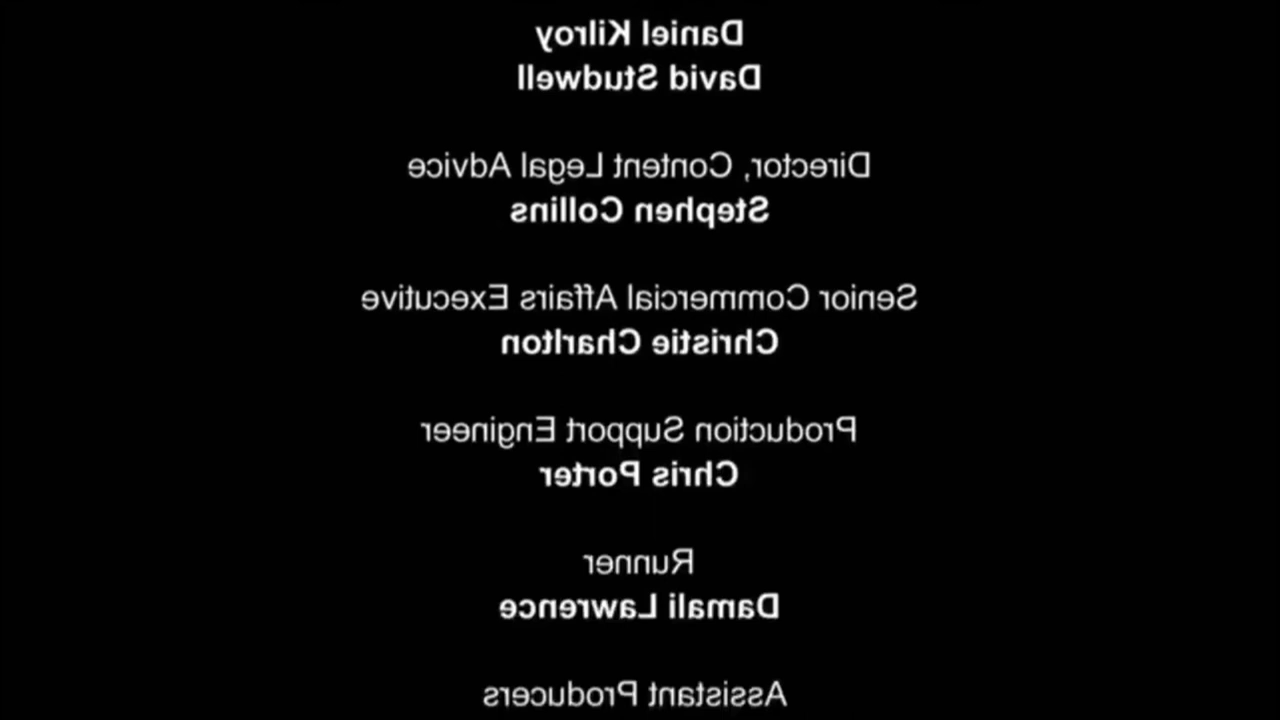 Daniel Kilroy
David Studwell
Director, Content Legal Advice
Stephen Collins
Senior Commercial Affairs Executive
Christie Charlton
Production Support Engineer
Chris Porter
Runner
Damali Lawrence
Assistant Producers